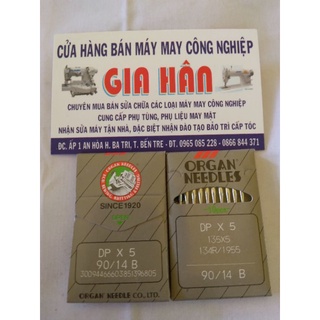 CỬA HÀNG BÁN MÁY MAY CÔNG NGHIỆP
GIA HÂN
CHUYÊN MUA BÁN SỬA CHỮA CÁC LOẠI MÁY MAY CÔNG NGHIỆP
CUNG CẤP PHỤ TÙNG, PHỤ LIỆU MAY MẶC
NHẬN SỬA MÁY TẬN NHÀ, ĐẶC BIỆT NHẬN ĐÀO TẠO BẢO TRÌ CẤP TỐC
ĐC. ẤP 1 AN HÒA H. BA TRI, T. BẾN TRE - ĐT. 0965 085 228 - 0866 844 371
SINCE1920
DP X 5
90/14 B
ORGAN NEEDLE CO., LTD.
ORGAN
NEEDLES
DP X 5
135X5
134R/1955
90/14 B